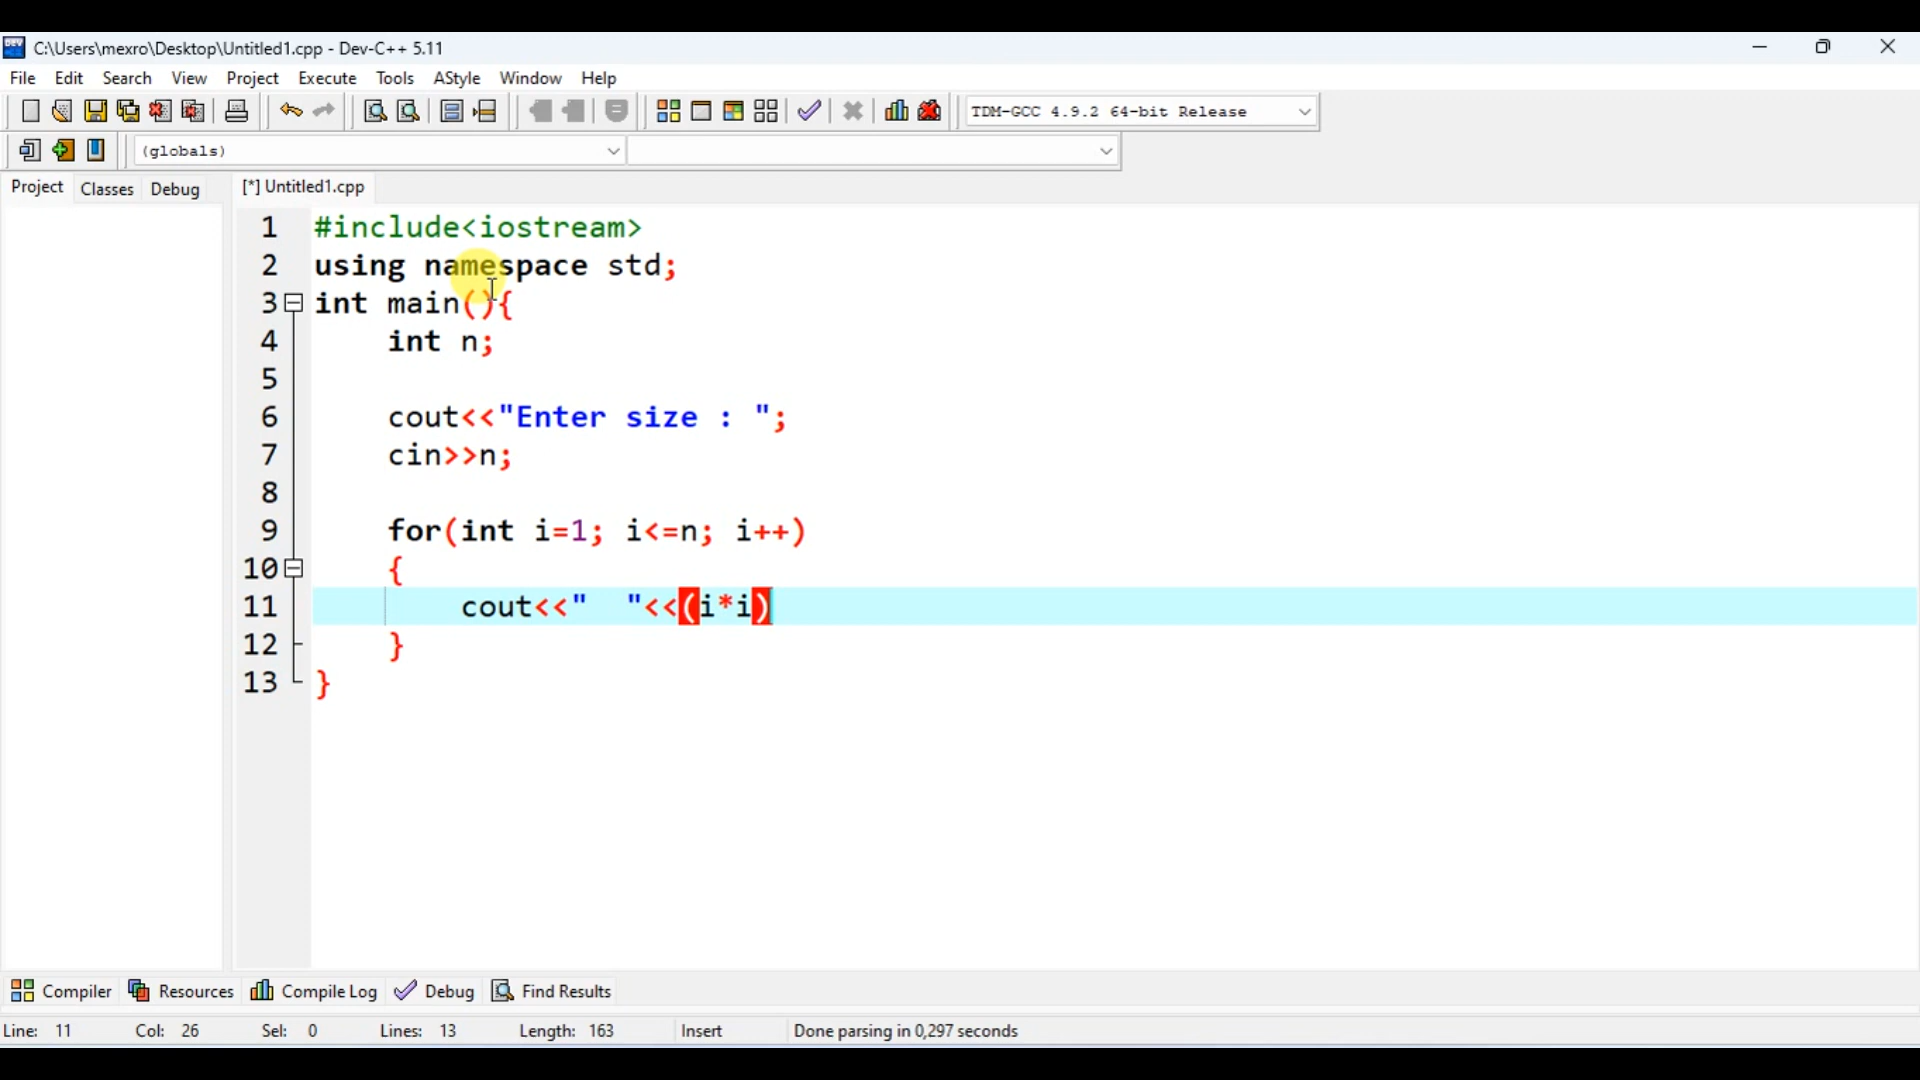 C:\Users\mexro\Desktop\Untitled1.cpp - Dev-C++ 5.11
File Edit Search View Project Execute Tools AStyle Window Help
TDM-GCC 4.9.2 64-bit Release
(globals)
Project Classes Debug [*] Untitled1.cpp
1 #include<iostream>
2 using namespace std;
3 int main(){
4 int n;
5
6 cout<<"Enter size : ";
7 cin>>n;
8
9 for(int i=1; i<=n; i++)
10 {
11 cout<<"  "<<(i*i)
12 }
13 }
Compiler Resources Compile Log Debug Find Results
Line: 11 Col: 26 Sel: 0 Lines: 13 Length: 163 Insert Done parsing in 0,297 seconds